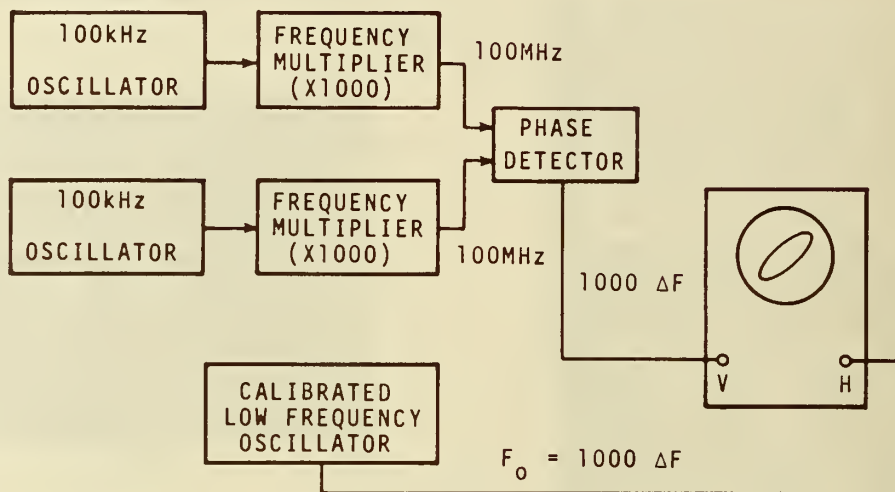 100kHz
OSCILLATOR
FREQUENCY
MULTIPLIER
(X1000)
100MHz
PHASE
DETECTOR
100kHz
OSCILLATOR
FREQUENCY
MULTIPLIER
(X1000)
100MHz
1000 ΔF
V
H
CALIBRATED
LOW FREQUENCY
OSCILLATOR
F₀ = 1000 ΔF